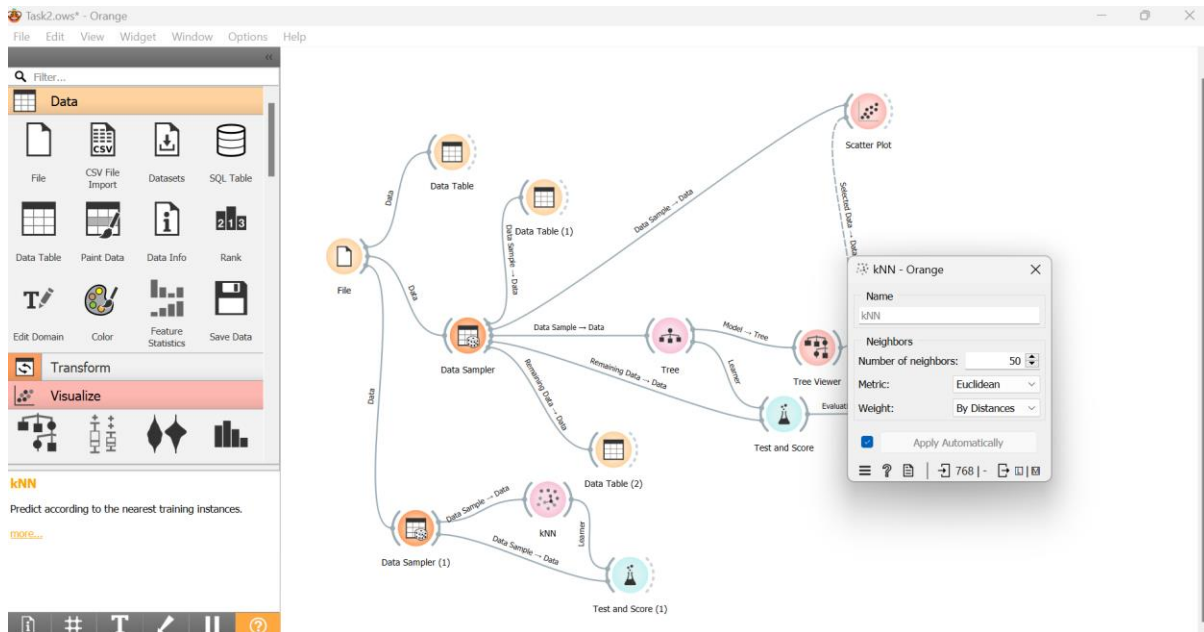 Task2.ows* - Orange
File Edit View Widget Window Options Help
Filter...
Data
File
CSV File
Import
Datasets
SQL Table
Data Table
Paint Data
Data Info
Rank
Edit Domain
Color
Feature
Statistics
Save Data
Transform
Visualize
kNN
Predict according to the nearest training instances.
more...
File
Data
Data Table
Data
Data
Data Sampler
Data Sample → Data
Data Table (1)
Data Sample → Data
Scatter Plot
Selected Data → Data
Data Sample → Data
Tree
Model → Tree
Learner
Tree Viewer
Remaining Data → Data
Test and Score
Evaluati
Remaining Data → Data
Data Table (2)
Data Sampler (1)
Data Sample → Data
kNN
Learner
Data Sample → Data
Test and Score (1)
kNN - Orange
Name
kNN
Neighbors
Number of neighbors: 50
Metric: Euclidean
Weight: By Distances
Apply Automatically
768 | -